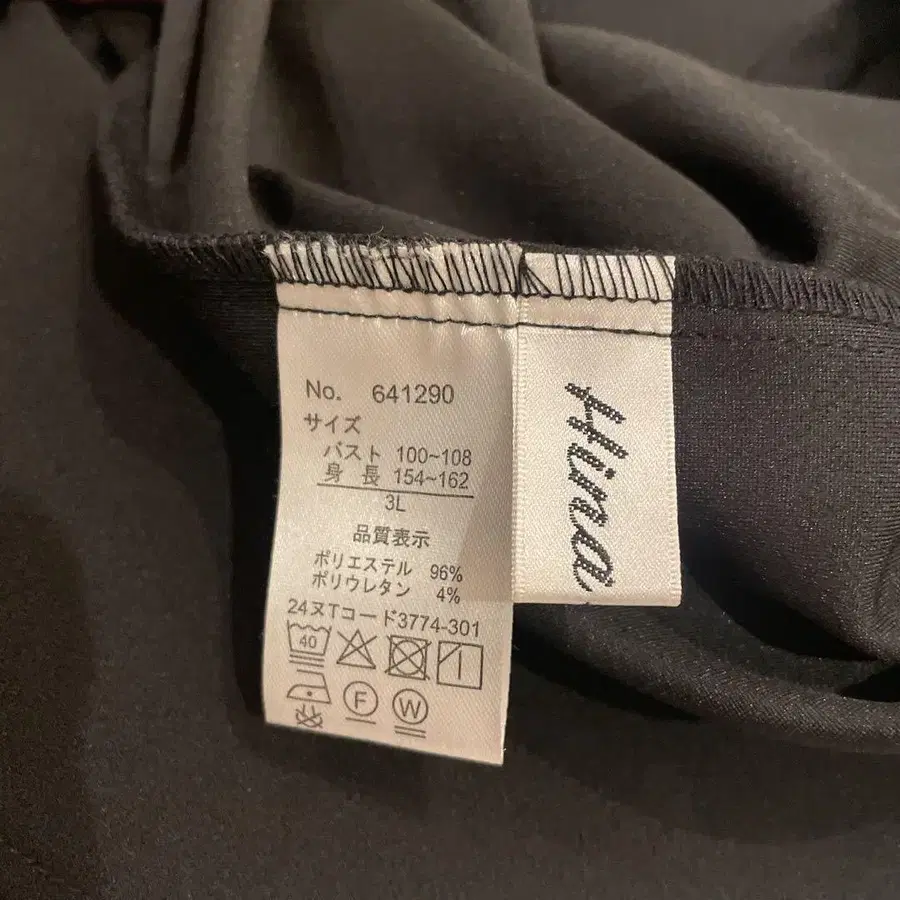 No. 641290
サイズ
バスト 100~108
身 長 154~162
3L
品質表示
ポリエステル 96%
ポリウレタン 4%
24ヌTコード3774-301
40
F W
Hina